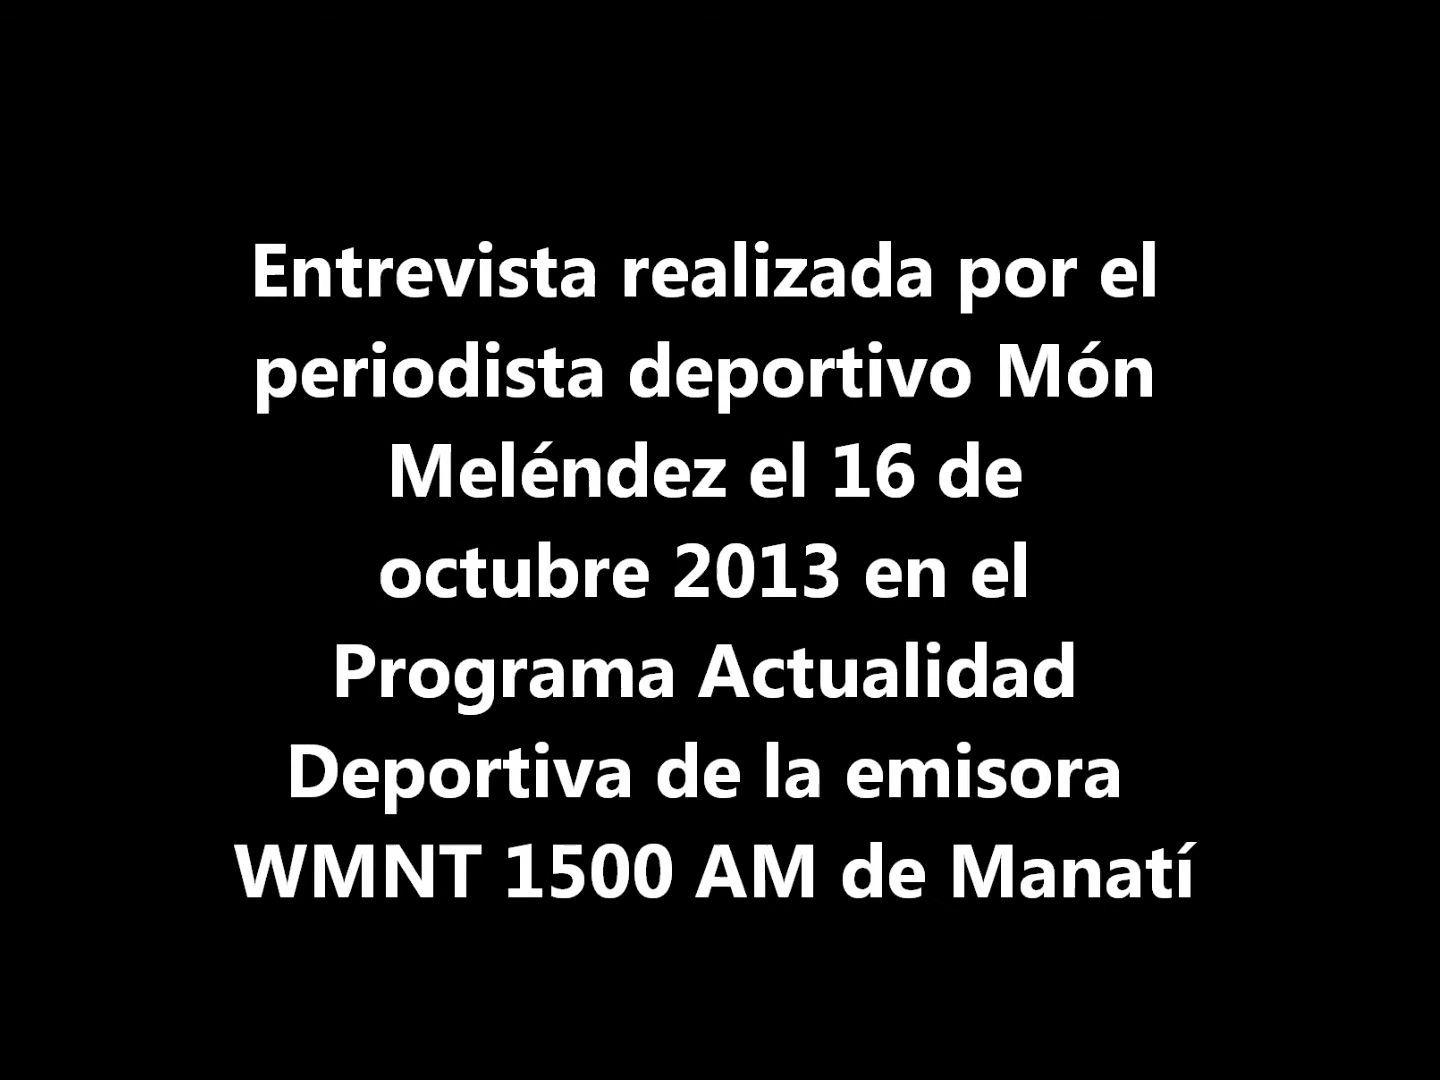 Entrevista realizada por el
periodista deportivo Món
Meléndez el 16 de
octubre 2013 en el
Programa Actualidad
Deportiva de la emisora
WMNT 1500 AM de Manatí